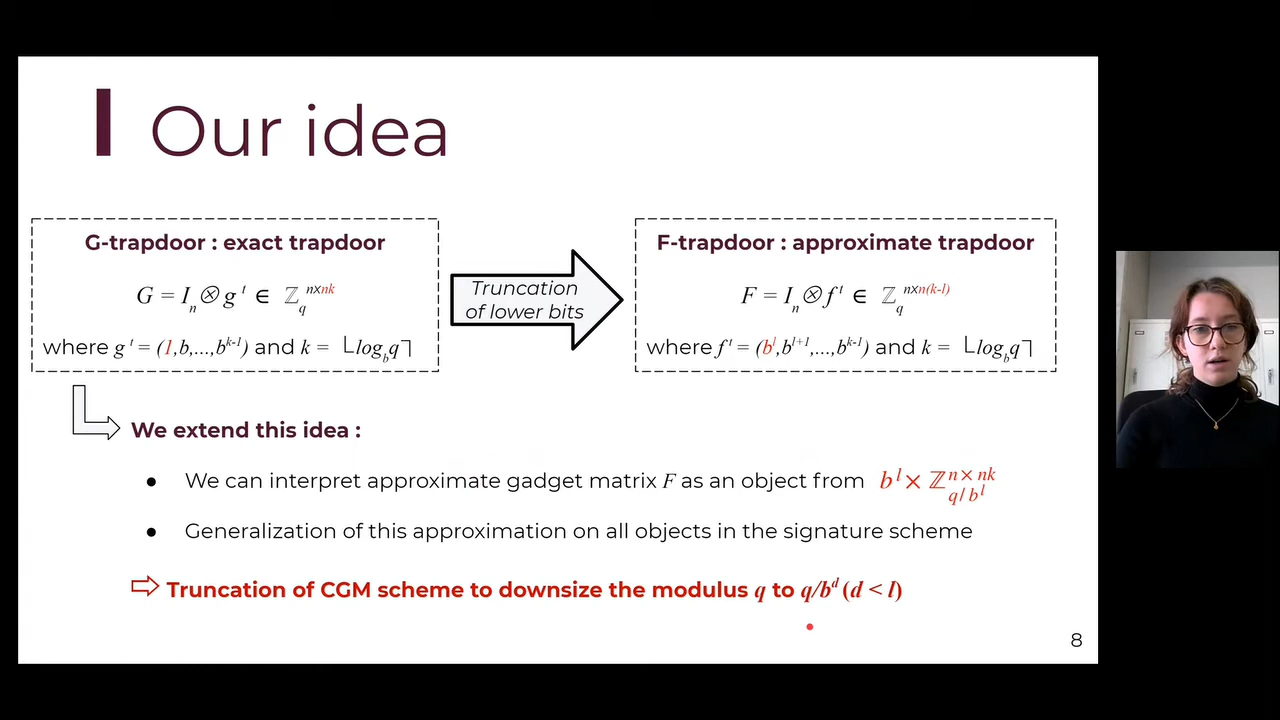 Our idea
G-trapdoor : exact trapdoor
G = Iₙ ⊗ g ᵗ ∈ ℤ_q^{n×nk}
where g ᵗ = (1,b,...,b^{k-1}) and k = ⌊log_b q⌉
Truncation
of lower bits
F-trapdoor : approximate trapdoor
F = Iₙ ⊗ f ᵗ ∈ ℤ_q^{n×n(k-l)}
where f ᵗ = (b^l,b^{l+1},...,b^{k-1}) and k = ⌊log_b q⌉
We extend this idea :
● We can interpret approximate gadget matrix F as an object from b^l × ℤ_{q/b^l}^{n×nk}
● Generalization of this approximation on all objects in the signature scheme
⇨ Truncation of CGM scheme to downsize the modulus q to q/b^d (d < l)
8